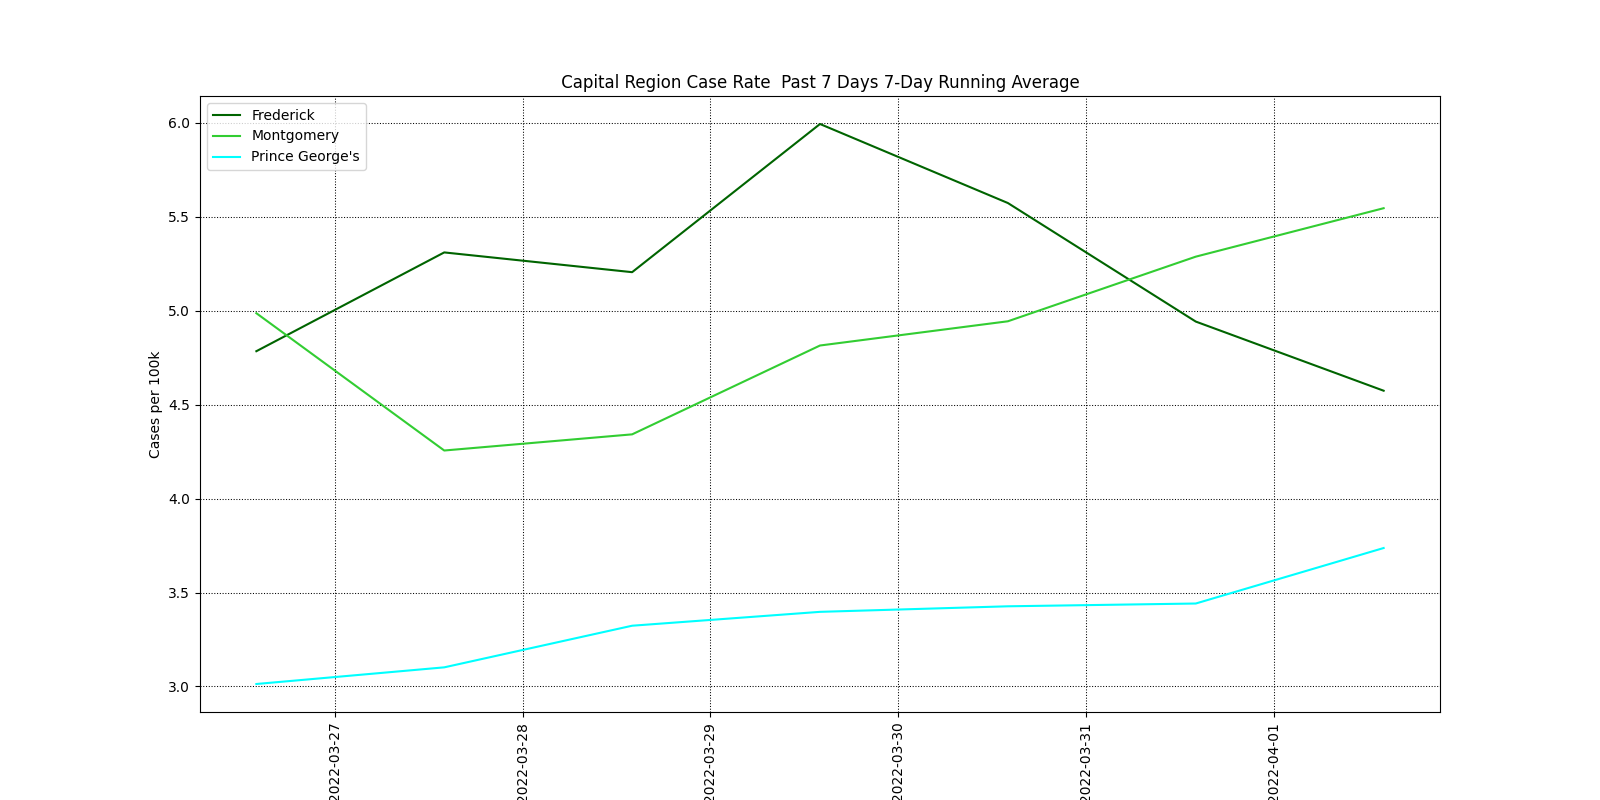 Capital Region Case Rate  Past 7 Days 7-Day Running Average
Frederick
Montgomery
Prince George's
6.0
5.5
5.0
4.5
4.0
3.5
3.0
Cases per 100k
2022-03-27
2022-03-28
2022-03-29
2022-03-30
2022-03-31
2022-04-01